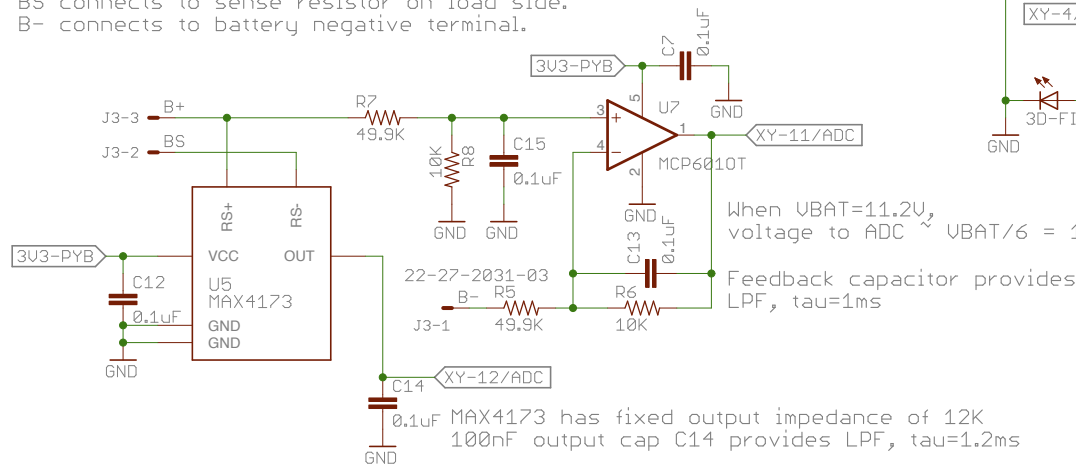 BS connects to sense resistor on load side.
B- connects to battery negative terminal.
XY-4/
3V3-PYB
C7
0.1uF
GND
J3-3
B+
R7
49.9K
3
5
U7
1
XY-11/ADC
4
2
MCP6010T
GND
3D-FI
GND
J3-2
BS
10K
R8
C15
0.1uF
GND
GND
RS+
RS-
When VBAT=11.2V,
voltage to ADC ~ VBAT/6 = 1
3V3-PYB
VCC
OUT
C13
0.1uF
22-27-2031-03
Feedback capacitor provides
LPF, tau=1ms
C12
0.1uF
U5
MAX4173
GND
GND
GND
J3-1
B-
R5
49.9K
R6
10K
XY-12/ADC
C14
0.1uF
GND
MAX4173 has fixed output impedance of 12K
100nF output cap C14 provides LPF, tau=1.2ms